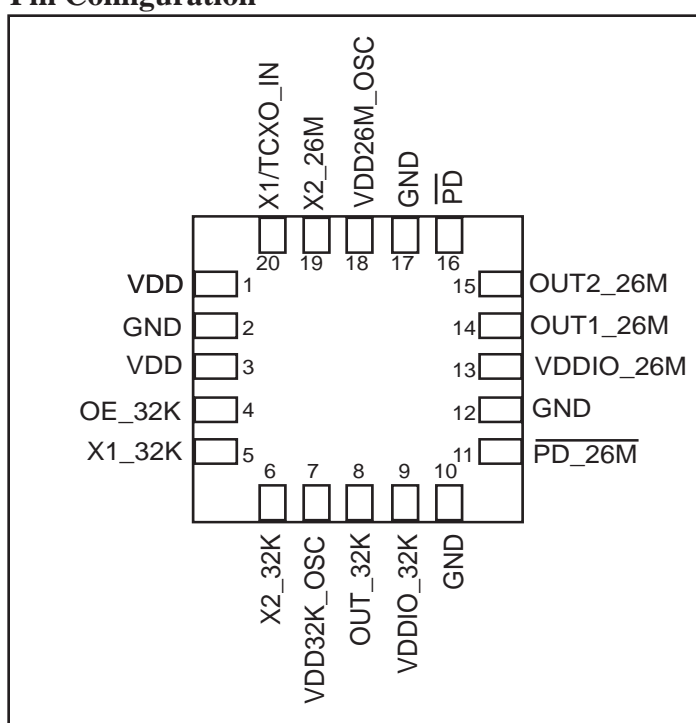 X1/TCXO_IN
X2_26M
VDD26M_OSC
GND
PD
20
19
18
17
16
VDD
1
GND
2
VDD
3
OE_32K
4
X1_32K
5
15
OUT2_26M
14
OUT1_26M
13
VDDIO_26M
12
GND
11
PD_26M
6
7
8
9
10
X2_32K
VDD32K_OSC
OUT_32K
VDDIO_32K
GND